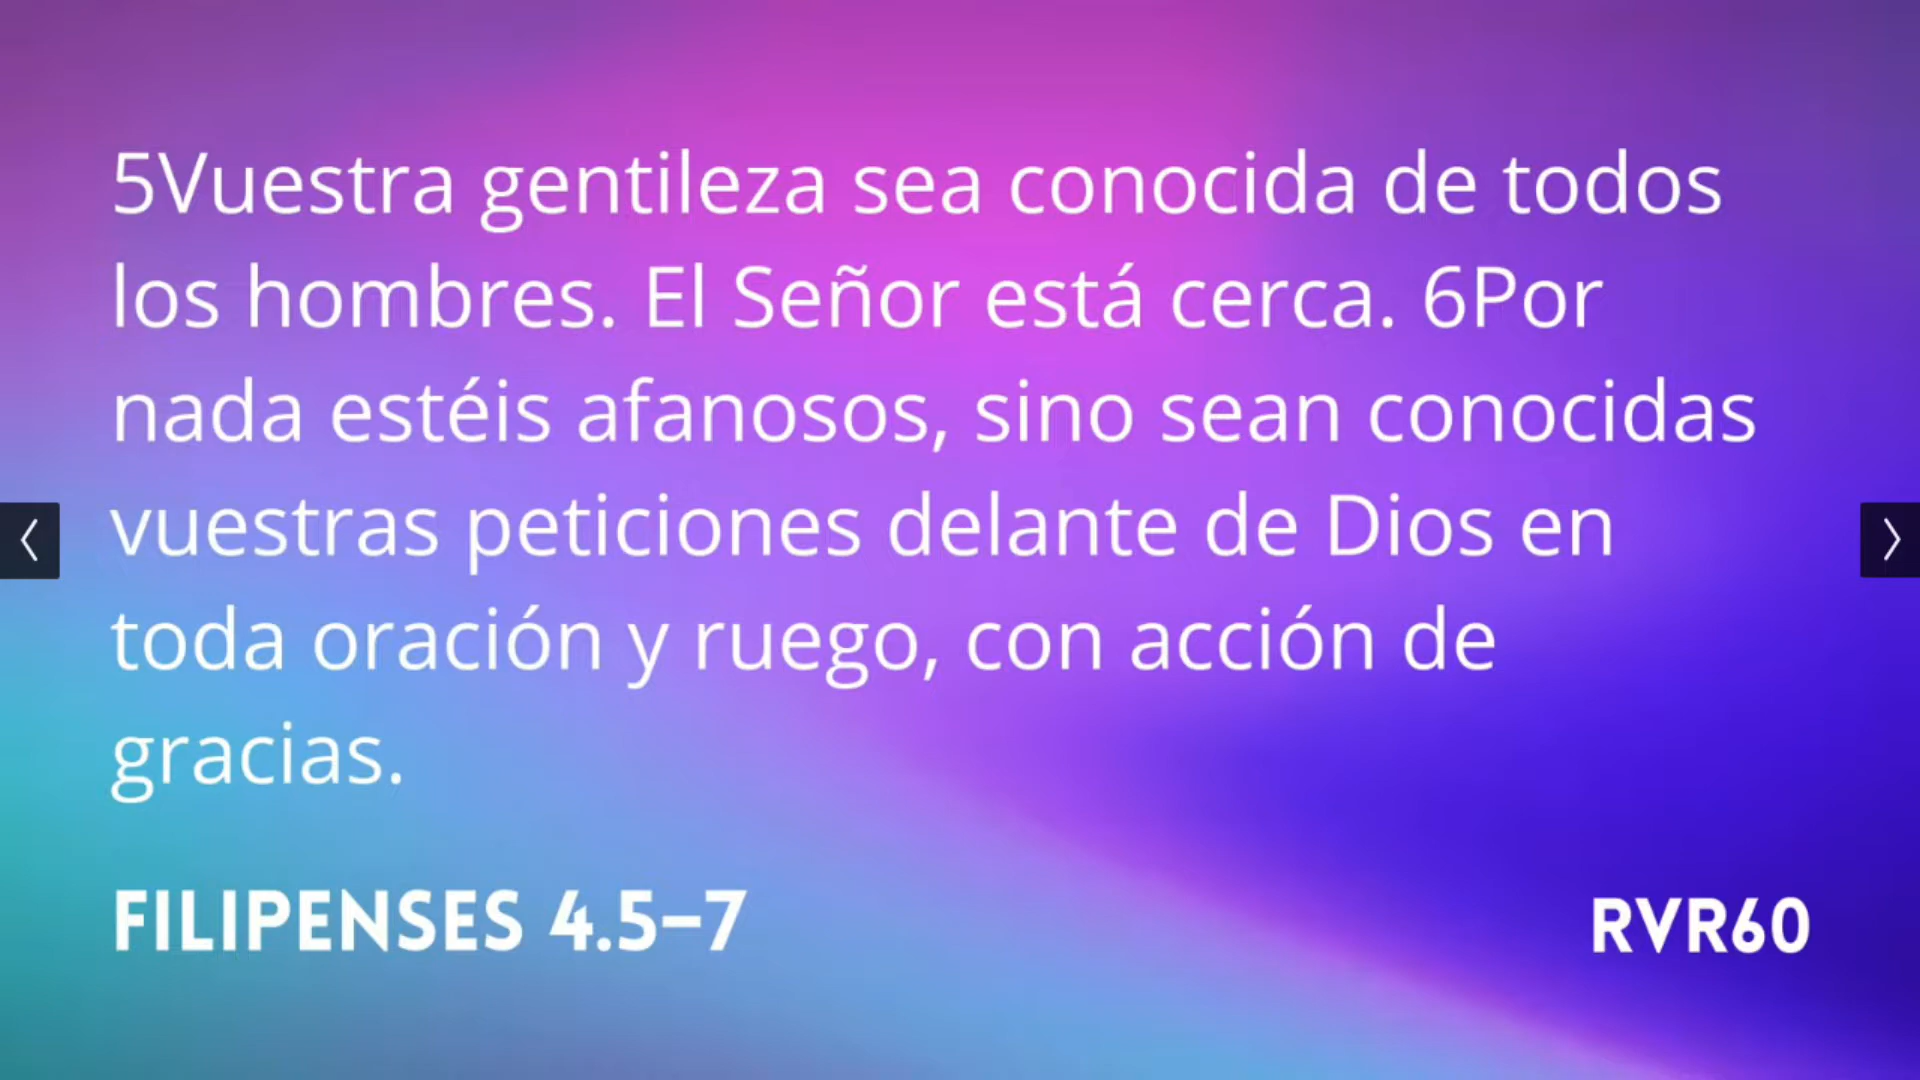 5Vuestra gentileza sea conocida de todos
los hombres. El Señor está cerca. 6Por
nada estéis afanosos, sino sean conocidas
vuestras peticiones delante de Dios en
toda oración y ruego, con acción de
gracias.
FILIPENSES 4.5–7
RVR60